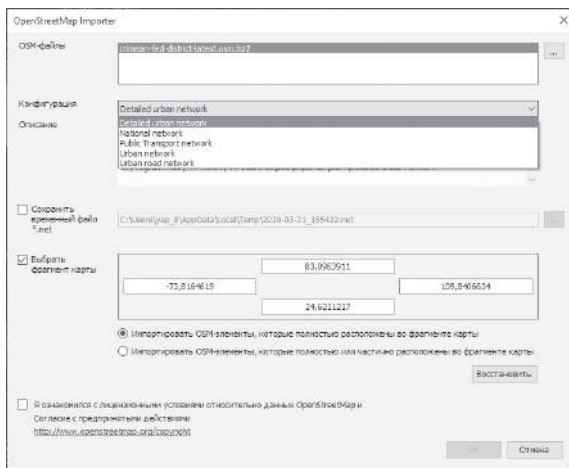 OpenStreetMap Importer
OSM-файлы
crimean-fed-district-latest.osm.bz2
...
Конфигурация
Detailed urban network
Описание
Detailed urban network
National network
Public Transport network
Urban network
Urban road network
Сохранить
временный файл
*.net
...
Выбрать
фрагмент карты
-73,8164619
109,8406634
24,6211217
Импортировать OSM-элементы, которые полностью расположены во фрагменте карты
Импортировать OSM-элементы, которые полностью или частично расположены во фрагменте карты
Восстановить
Я ознакомился с лицензионными условиями относительно данных OpenStreetMap и
Согласие с предпринятыми действиями
http://www.openstreetmap.org/copyright
OK
Отмена